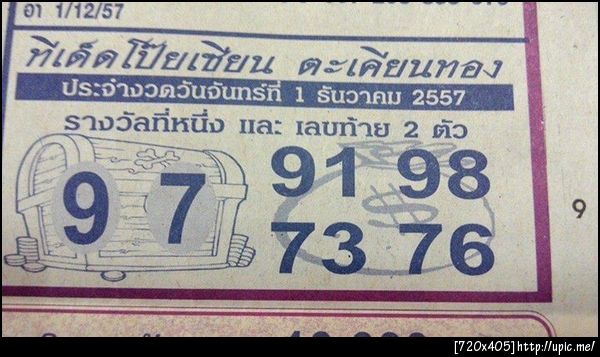 อา 1/12/57
ทีเด็ดโป๊ยเซียน ตะเคียนทอง
ประจำงวดวันจันทร์ที่ 1 ธันวาคม 2557
รางวัลที่หนึ่ง และ เลขท้าย 2 ตัว
9 7
91 98
73 76
9
[720x405]http://upic.me/